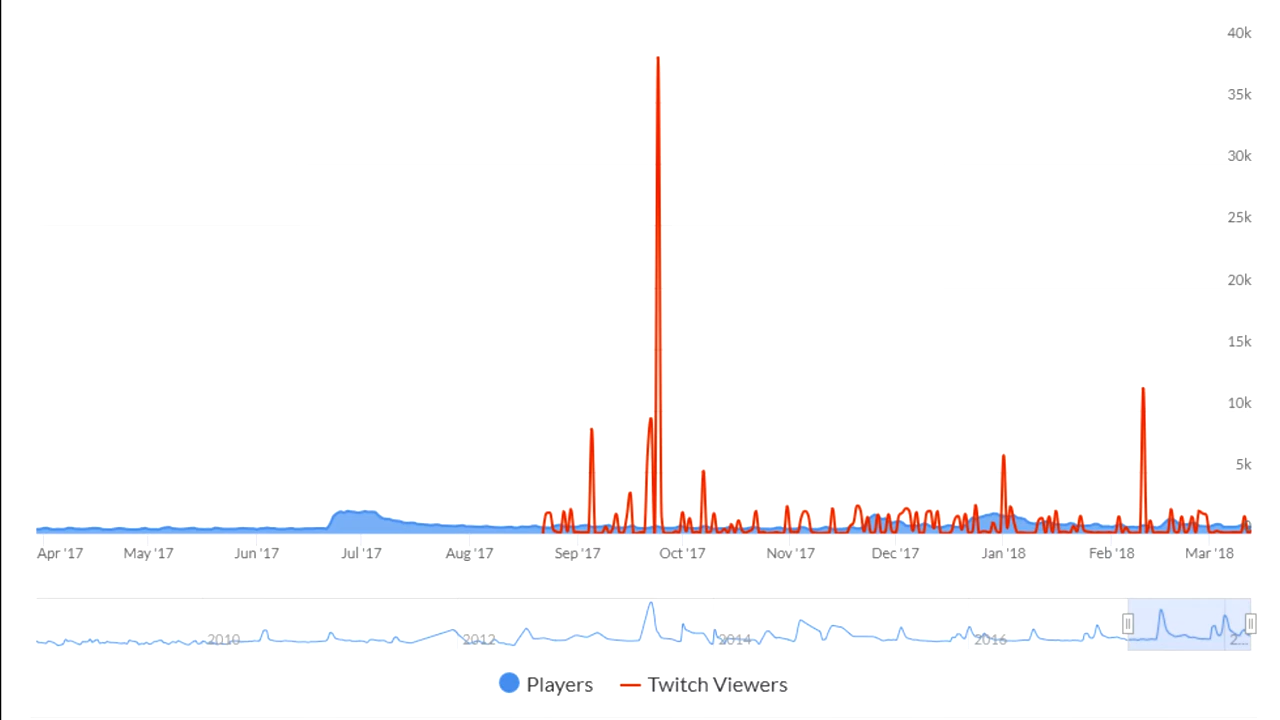 40k
35k
30k
25k
20k
15k
10k
5k
Apr '17 May '17 Jun '17 Jul '17 Aug '17 Sep '17 Oct '17 Nov '17 Dec '17 Jan '18 Feb '18 Mar '18
2010 2012 2014 2016 2...
Players Twitch Viewers